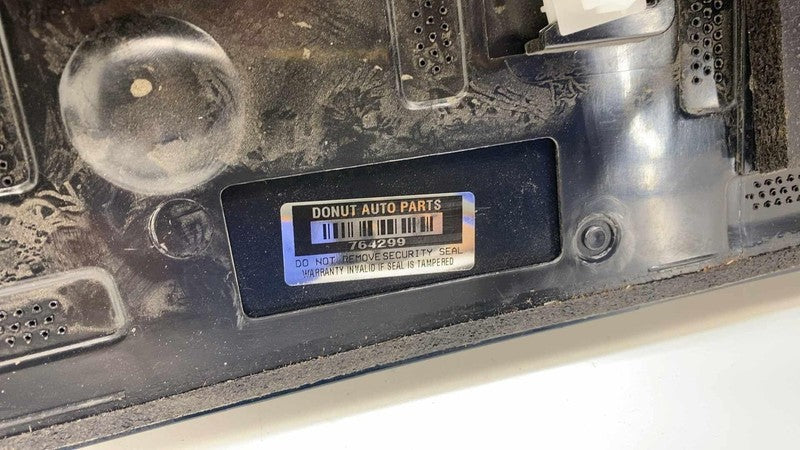 DONUT AUTO PARTS
764299
DO NOT REMOVE SECURITY SEAL
WARRANTY INVALID IF SEAL IS TAMPERED